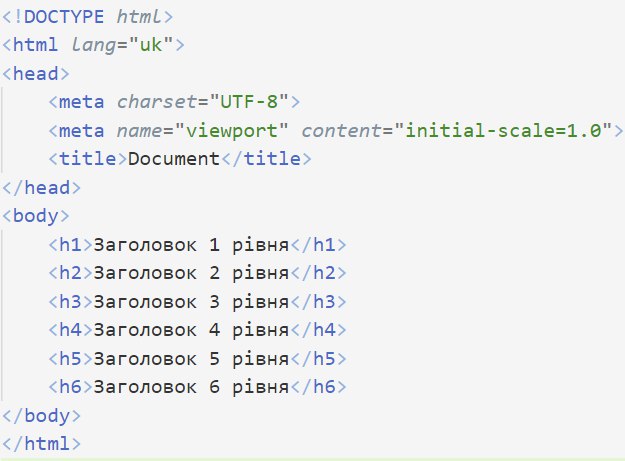 <!DOCTYPE html>
<html lang="uk">
<head>
    <meta charset="UTF-8">
    <meta name="viewport" content="initial-scale=1.0">
    <title>Document</title>
</head>
<body>
    <h1>Заголовок 1 рівня</h1>
    <h2>Заголовок 2 рівня</h2>
    <h3>Заголовок 3 рівня</h3>
    <h4>Заголовок 4 рівня</h4>
    <h5>Заголовок 5 рівня</h5>
    <h6>Заголовок 6 рівня</h6>
</body>
</html>